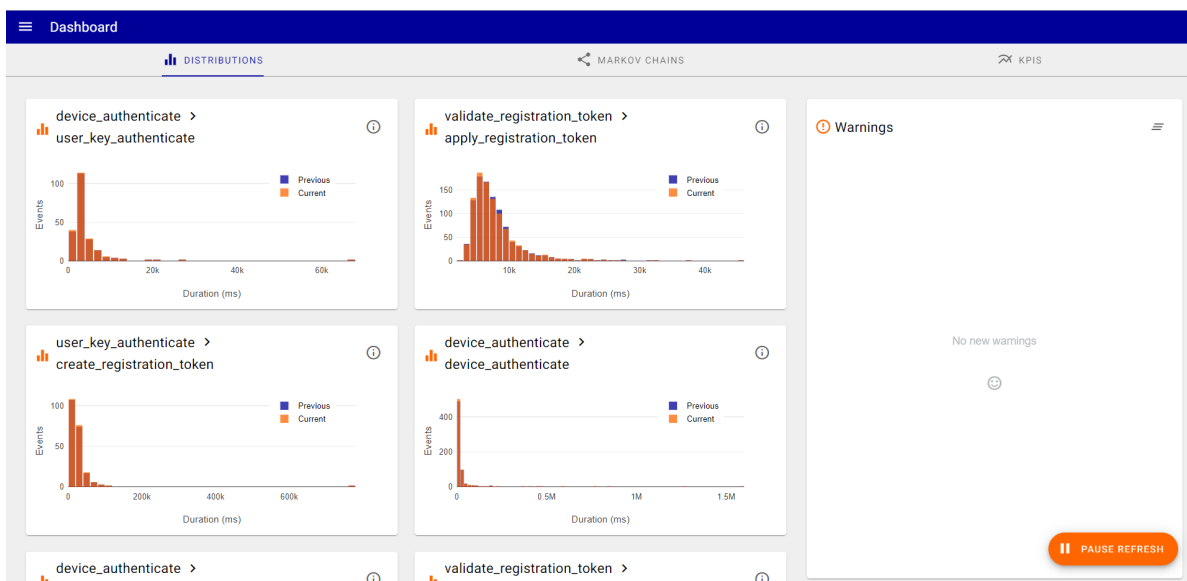 Dashboard
DISTRIBUTIONS
MARKOV CHAINS
KPIS
device_authenticate >
user_key_authenticate
Previous
Current
100
50
0
Events
0 20k 40k 60k
Duration (ms)
validate_registration_token >
apply_registration_token
Previous
Current
150
100
50
0
Events
10k 20k 30k 40k
Duration (ms)
Warnings
No new warnings
user_key_authenticate >
create_registration_token
Previous
Current
100
50
0
Events
0 200k 400k 600k
Duration (ms)
device_authenticate >
device_authenticate
Previous
Current
400
200
0
Events
0 0.5M 1M 1.5M
Duration (ms)
PAUSE REFRESH
device_authenticate >
validate_registration_token >